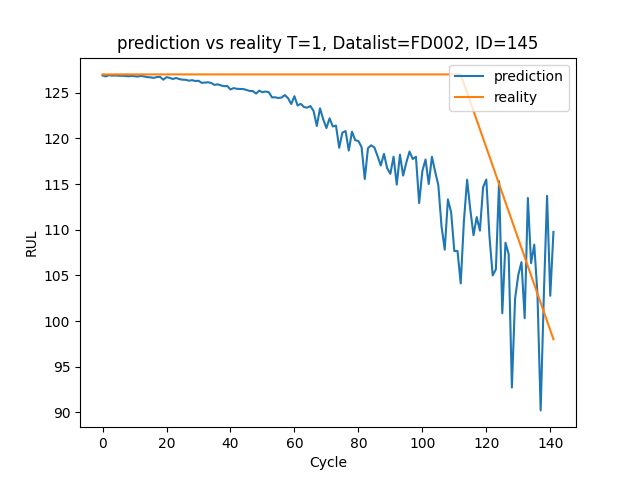 prediction vs reality T=1, Datalist=FD002, ID=145
prediction
reality
RUL
125
120
115
110
105
100
95
90
0 20 40 60 80 100 120 140
Cycle